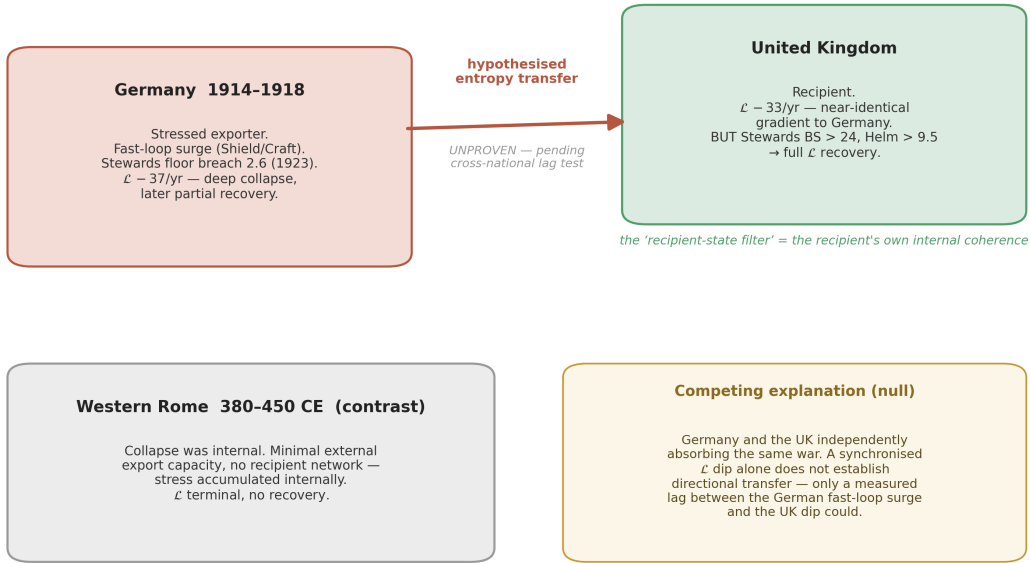 Germany  1914–1918
Stressed exporter.
Fast-loop surge (Shield/Craft).
Stewards floor breach 2.6 (1923).
ℒ −37/yr — deep collapse,
later partial recovery.
hypothesised
entropy transfer
UNPROVEN — pending
cross-national lag test
United Kingdom
Recipient.
ℒ −33/yr — near-identical
gradient to Germany.
BUT Stewards BS > 24, Helm > 9.5
→ full ℒ recovery.
the ‘recipient-state filter’ = the recipient's own internal coherence
Western Rome  380–450 CE  (contrast)
Collapse was internal. Minimal external
export capacity, no recipient network —
stress accumulated internally.
ℒ terminal, no recovery.
Competing explanation (null)
Germany and the UK independently
absorbing the same war. A synchronised
ℒ dip alone does not establish
directional transfer — only a measured
lag between the German fast-loop surge
and the UK dip could.